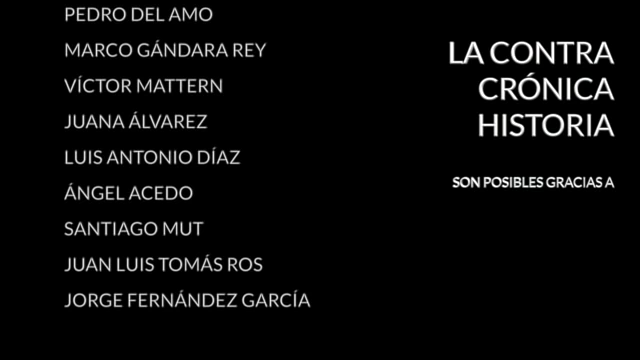 PEDRO DEL AMO
MARCO GÁNDARA REY
VÍCTOR MATTERN
JUANA ÁLVAREZ
LUIS ANTONIO DÍAZ
ÁNGEL ACEDO
SANTIAGO MUT
JUAN LUIS TOMÁS ROS
JORGE FERNÁNDEZ GARCÍA
LA CONTRA
CRÓNICA
HISTORIA
SON POSIBLES GRACIAS A